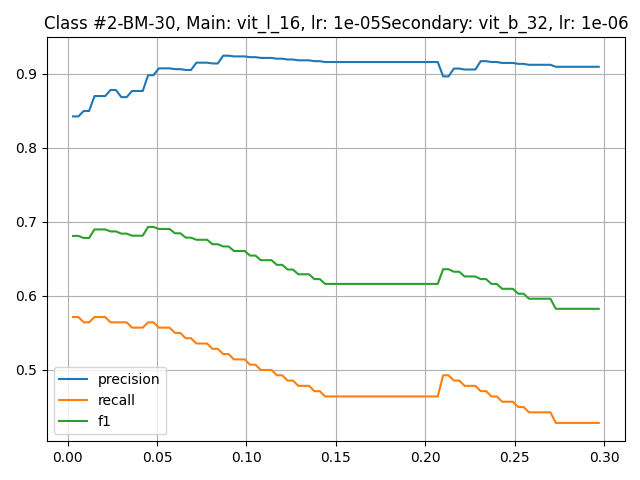 Class #2-BM-30, Main: vit_l_16, lr: 1e-05Secondary: vit_b_32, lr: 1e-06
0.9
0.8
0.7
0.6
0.5
precision
recall
f1
0.00 0.05 0.10 0.15 0.20 0.25 0.30